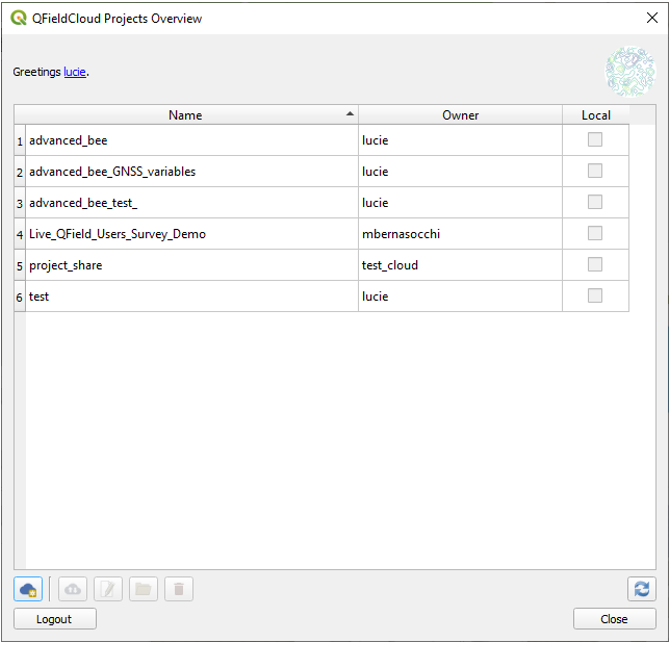 QFieldCloud Projects Overview
Greetings lucie.
Name Owner Local
1 advanced_bee lucie
2 advanced_bee_GNSS_variables lucie
3 advanced_bee_test_ lucie
4 Live_QField_Users_Survey_Demo mbernasocchi
5 project_share test_cloud
6 test lucie
Logout Close